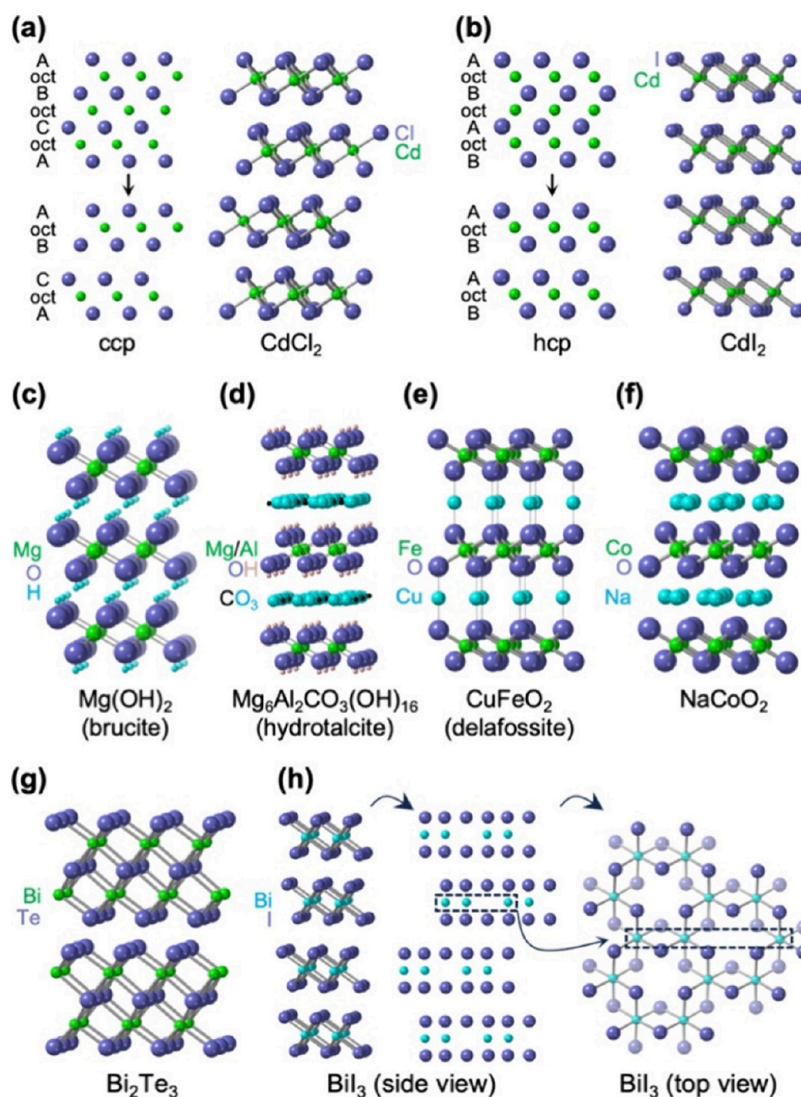 (a)
A
oct
B
oct
C
oct
A
A
oct
B
C
oct
A
ccp
Cl
Cd
CdCl₂
(b)
A
oct
B
oct
A
oct
B
A
oct
B
A
oct
B
hcp
I
Cd
CdI₂
(c)
Mg
O
H
Mg(OH)₂
(brucite)
(d)
Mg/Al
OH
CO₃
Mg₆Al₂CO₃(OH)₁₆
(hydrotalcite)
(e)
Fe
O
Cu
CuFeO₂
(delafossite)
(f)
Co
O
Na
NaCoO₂
(g)
Bi
Te
Bi₂Te₃
(h)
Bi
I
BiI₃ (side view)
BiI₃ (top view)